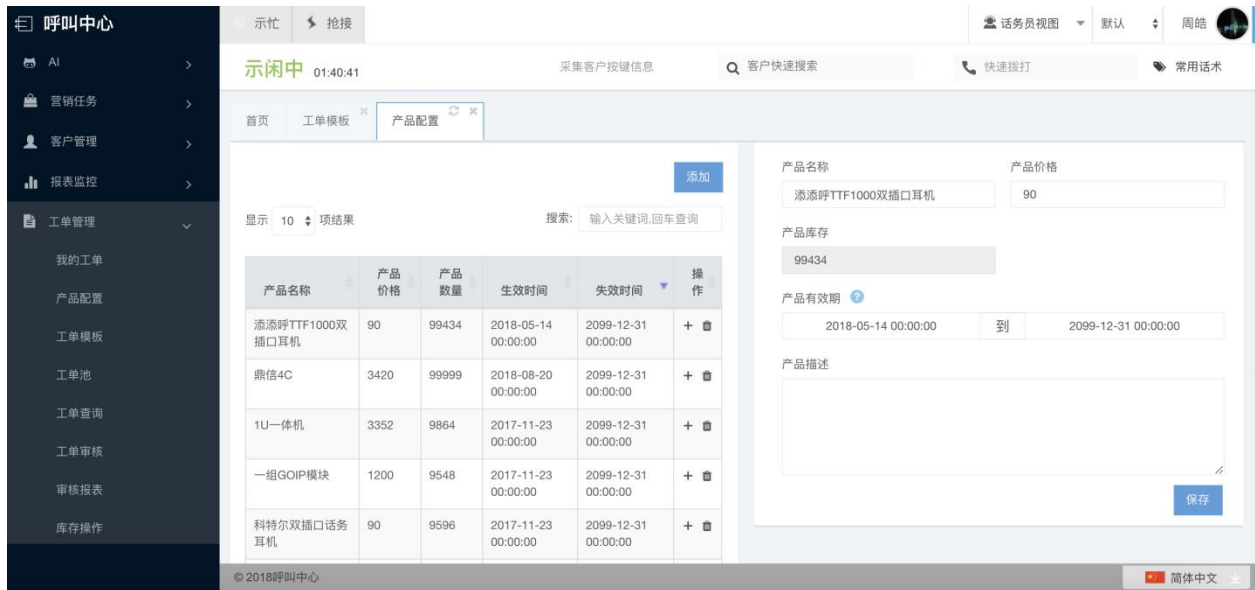 呼叫中心
示忙
抢接
话务员视图
默认
周皓
示闲中 01:40:41
采集客户按键信息
客户快速搜索
快速拨打
常用话术
AI
营销任务
客户管理
报表监控
工单管理
我的工单
产品配置
工单模板
工单池
工单查询
工单审核
审核报表
库存操作
首页
工单模板
产品配置
添加
显示 10 项结果
搜索: 输入关键词,回车查询
产品名称 产品价格 产品数量 生效时间 失效时间 操作
添添呼TTF1000双插口耳机 90 99434 2018-05-14 00:00:00 2099-12-31 00:00:00
鼎信4C 3420 99999 2018-08-20 00:00:00 2099-12-31 00:00:00
1U一体机 3352 9864 2017-11-23 00:00:00 2099-12-31 00:00:00
一组GOIP模块 1200 9548 2017-11-23 00:00:00 2099-12-31 00:00:00
科特尔双插口话务耳机 90 9596 2017-11-23 00:00:00 2099-12-31 00:00:00
产品名称
添添呼TTF1000双插口耳机
产品价格
90
产品库存
99434
产品有效期
2018-05-14 00:00:00 到 2099-12-31 00:00:00
产品描述
保存
© 2018呼叫中心
简体中文